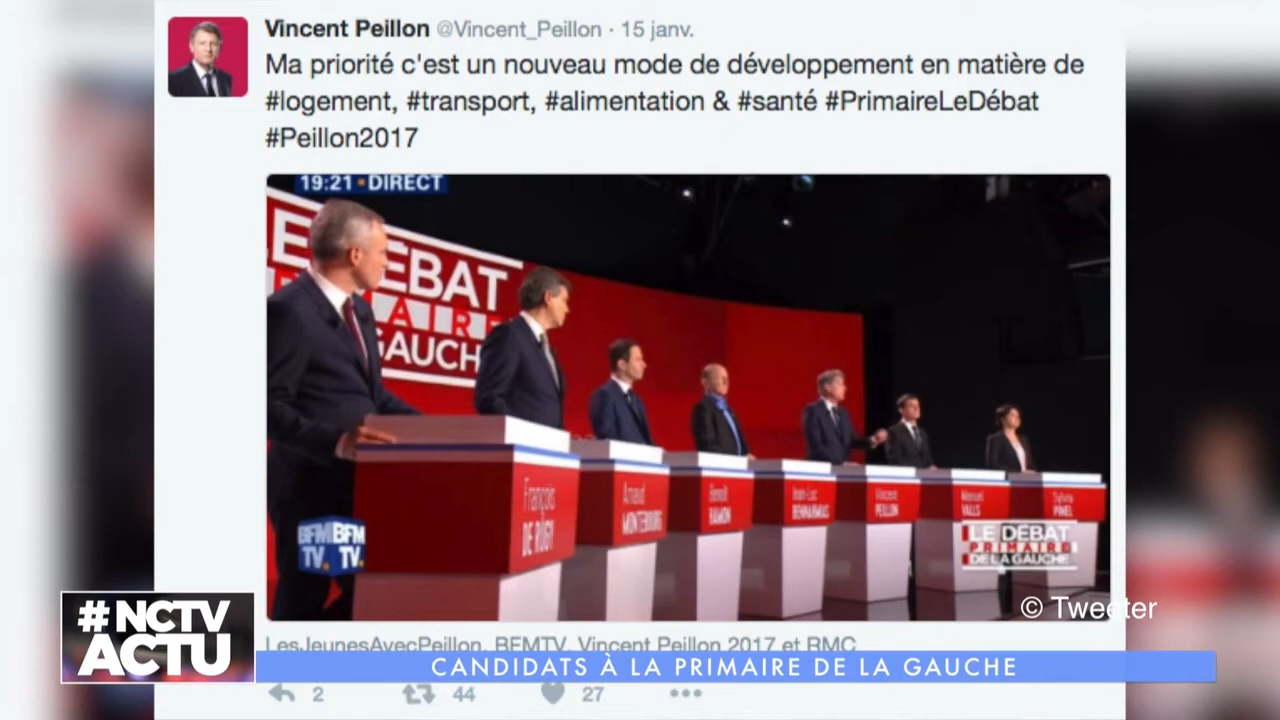 Vincent Peillon @Vincent_Peillon · 15 janv.
Ma priorité c'est un nouveau mode de développement en matière de
#logement, #transport, #alimentation & #santé #PrimaireLeDébat
#Peillon2017
19:21 • DIRECT
LE DÉBAT
PRIMAIRE
GAUCHE
François
DE RUGY
Arnaud
MONTEBOURG
Benoît
HAMON
Jean-Luc
BENNAHMIAS
Vincent
PEILLON
Manuel
VALLS
Sylvia
PINEL
BFM BFM
TV. TV.
LE DÉBAT
PRIMAIRE
DE LA GAUCHE
© Tweeter
LesJeunesAvecPeillon, BFMTV, Vincent Peillon 2017 et RMC
#NCTV
ACTU
CANDIDATS À LA PRIMAIRE DE LA GAUCHE
2 44 27